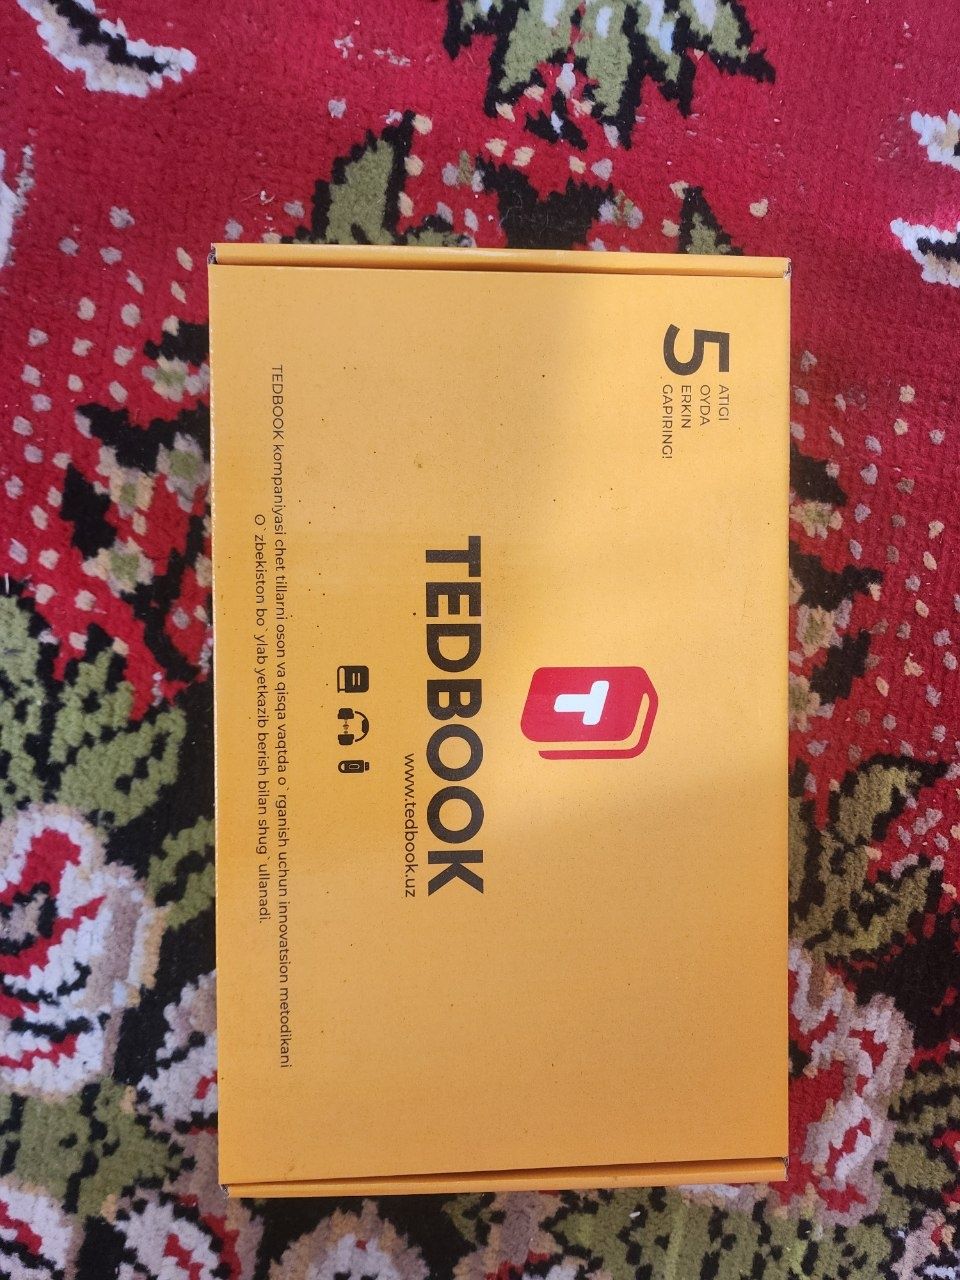 5
ATIGI
OYDA
ERKIN
GAPIRING!
T
TEDBOOK
www.tedbook.uz
TEDBOOK kompaniyasi chet tillarni oson va qisqa vaqtda o`rganish uchun innovatsion metodikani
O`zbekiston bo`ylab yetkazib berish bilan shug`ullanadi.